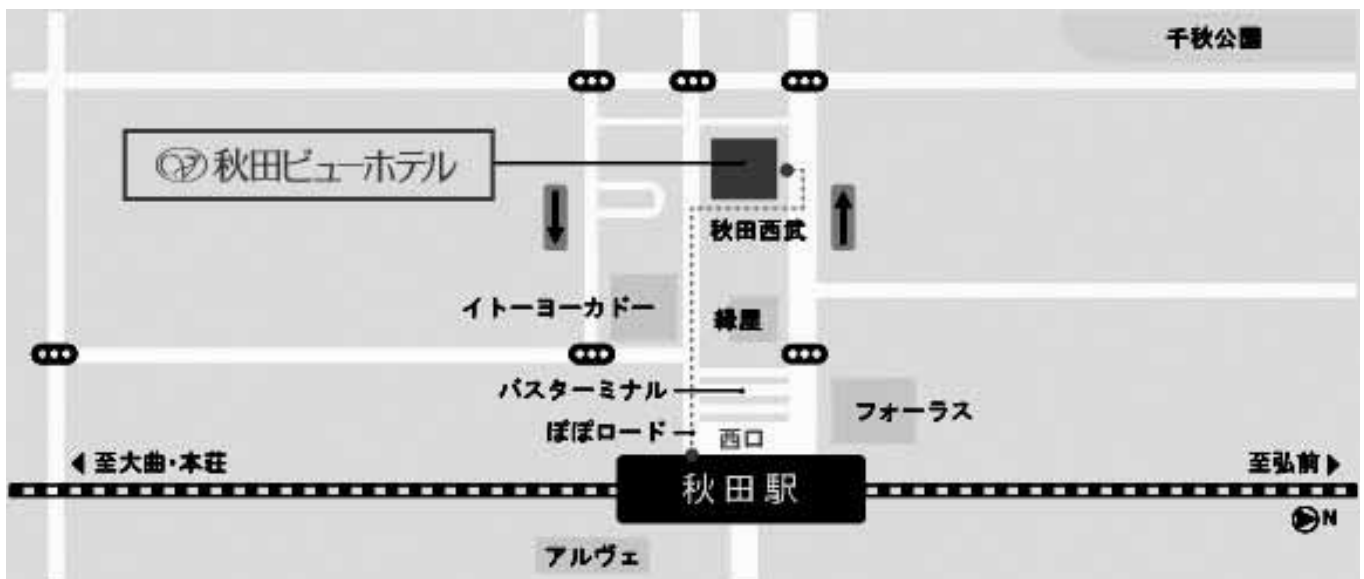 千秋公園
秋田ビューホテル
秋田西武
イトーヨーカドー
緑屋
バスターミナル
フォーラス
ぽぽロード
西口
至大曲・本荘
至弘前
秋田駅
N
アルヴェ